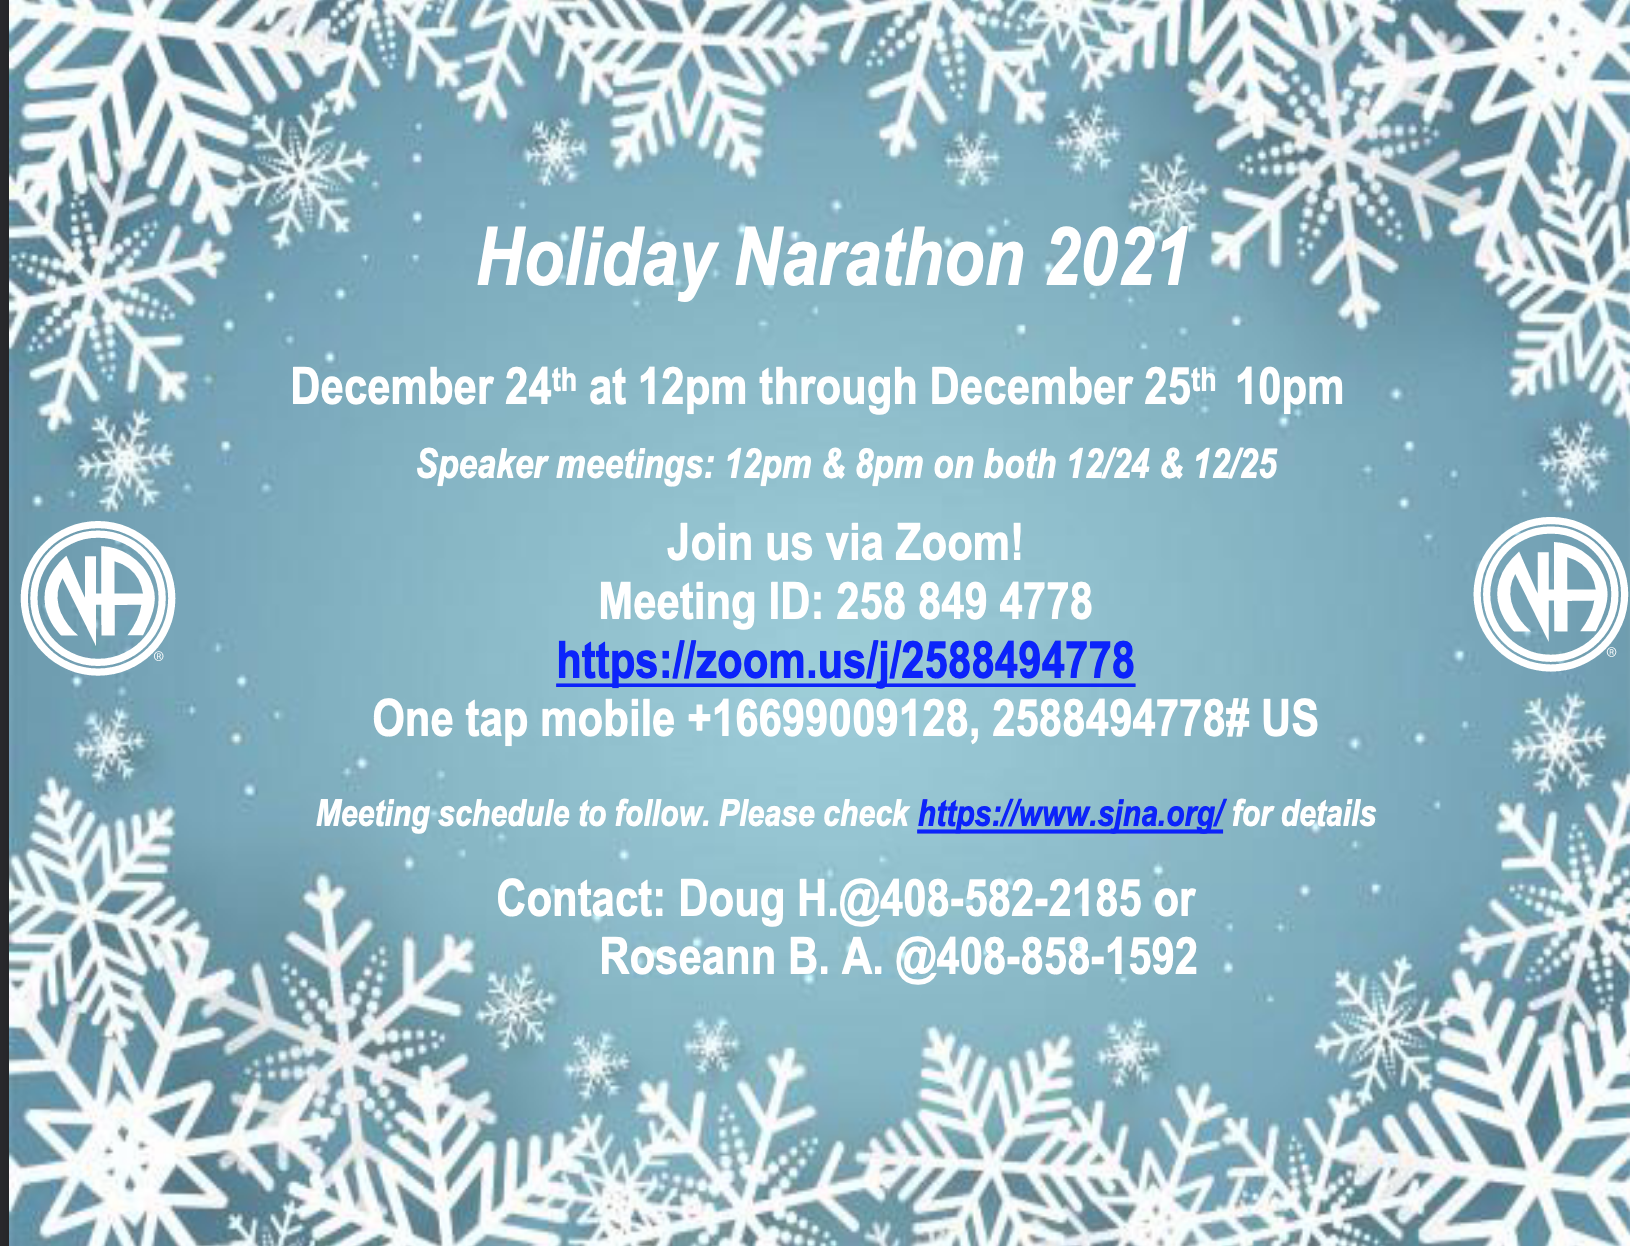 Holiday Narathon 2021
December 24th at 12pm through December 25th 10pm
Speaker meetings: 12pm & 8pm on both 12/24 & 12/25
Join us via Zoom!
Meeting ID: 258 849 4778
https://zoom.us/j/2588494778
One tap mobile +16699009128, 2588494778# US
NA ®
NA ®
Meeting schedule to follow. Please check https://www.sjna.org/ for details
Contact: Doug H.@408-582-2185 or
Roseann B. A. @408-858-1592